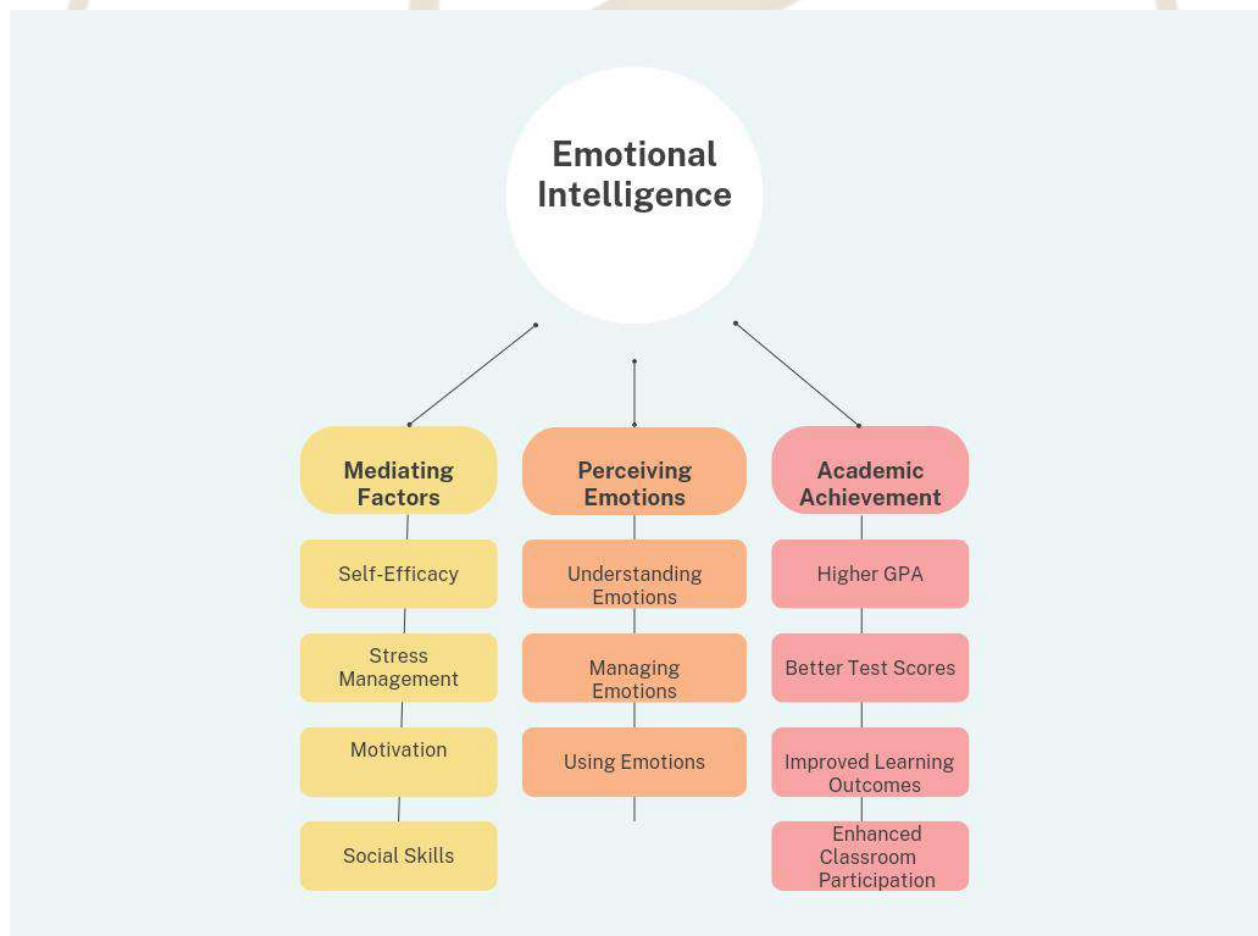 Emotional
Intelligence
Mediating
Factors
Self-Efficacy
Stress
Management
Motivation
Social Skills
Perceiving
Emotions
Understanding
Emotions
Managing
Emotions
Using Emotions
Academic
Achievement
Higher GPA
Better Test Scores
Improved Learning
Outcomes
Enhanced
Classroom
Participation